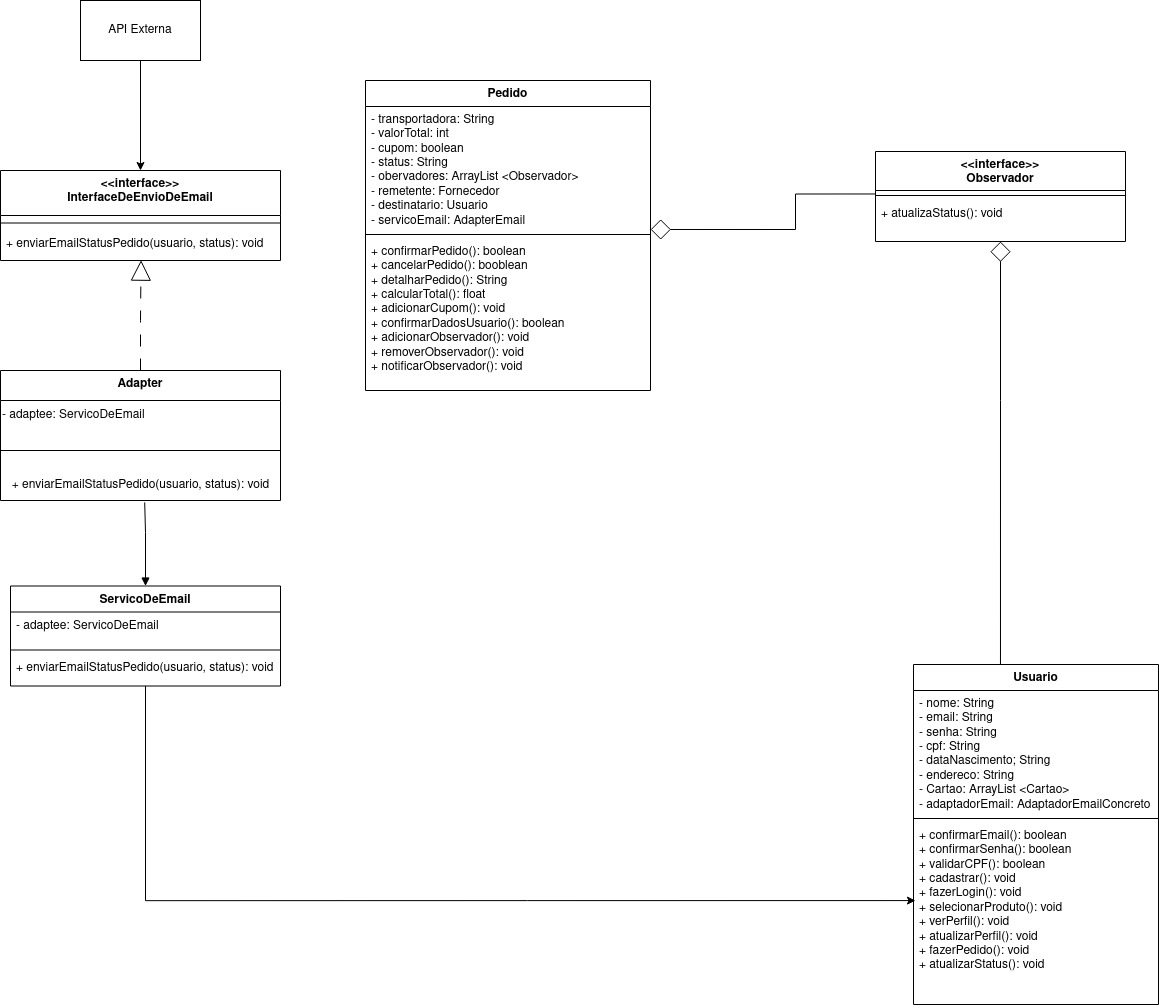 API Externa
<<interface>>
InterfaceDeEnvioDeEmail
+ enviarEmailStatusPedido(usuario, status): void
Adapter
- adaptee: ServicoDeEmail
+ enviarEmailStatusPedido(usuario, status): void
ServicoDeEmail
- adaptee: ServicoDeEmail
+ enviarEmailStatusPedido(usuario, status): void
Pedido
- transportadora: String
- valorTotal: int
- cupom: boolean
- status: String
- obervadores: ArrayList <Observador>
- remetente: Fornecedor
- destinatario: Usuario
- servicoEmail: AdapterEmail
+ confirmarPedido(): boolean
+ cancelarPedido(): booblean
+ detalharPedido(): String
+ calcularTotal(): float
+ adicionarCupom(): void
+ confirmarDadosUsuario(): boolean
+ adicionarObservador(): void
+ removerObservador(): void
+ notificarObservador(): void
<<interface>>
Observador
+ atualizaStatus(): void
Usuario
- nome: String
- email: String
- senha: String
- cpf: String
- dataNascimento; String
- endereco: String
- Cartao: ArrayList <Cartao>
- adaptadorEmail: AdaptadorEmailConcreto
+ confirmarEmail(): boolean
+ confirmarSenha(): boolean
+ validarCPF(): boolean
+ cadastrar(): void
+ fazerLogin(): void
+ selecionarProduto(): void
+ verPerfil(): void
+ atualizarPerfil(): void
+ fazerPedido(): void
+ atualizarStatus(): void